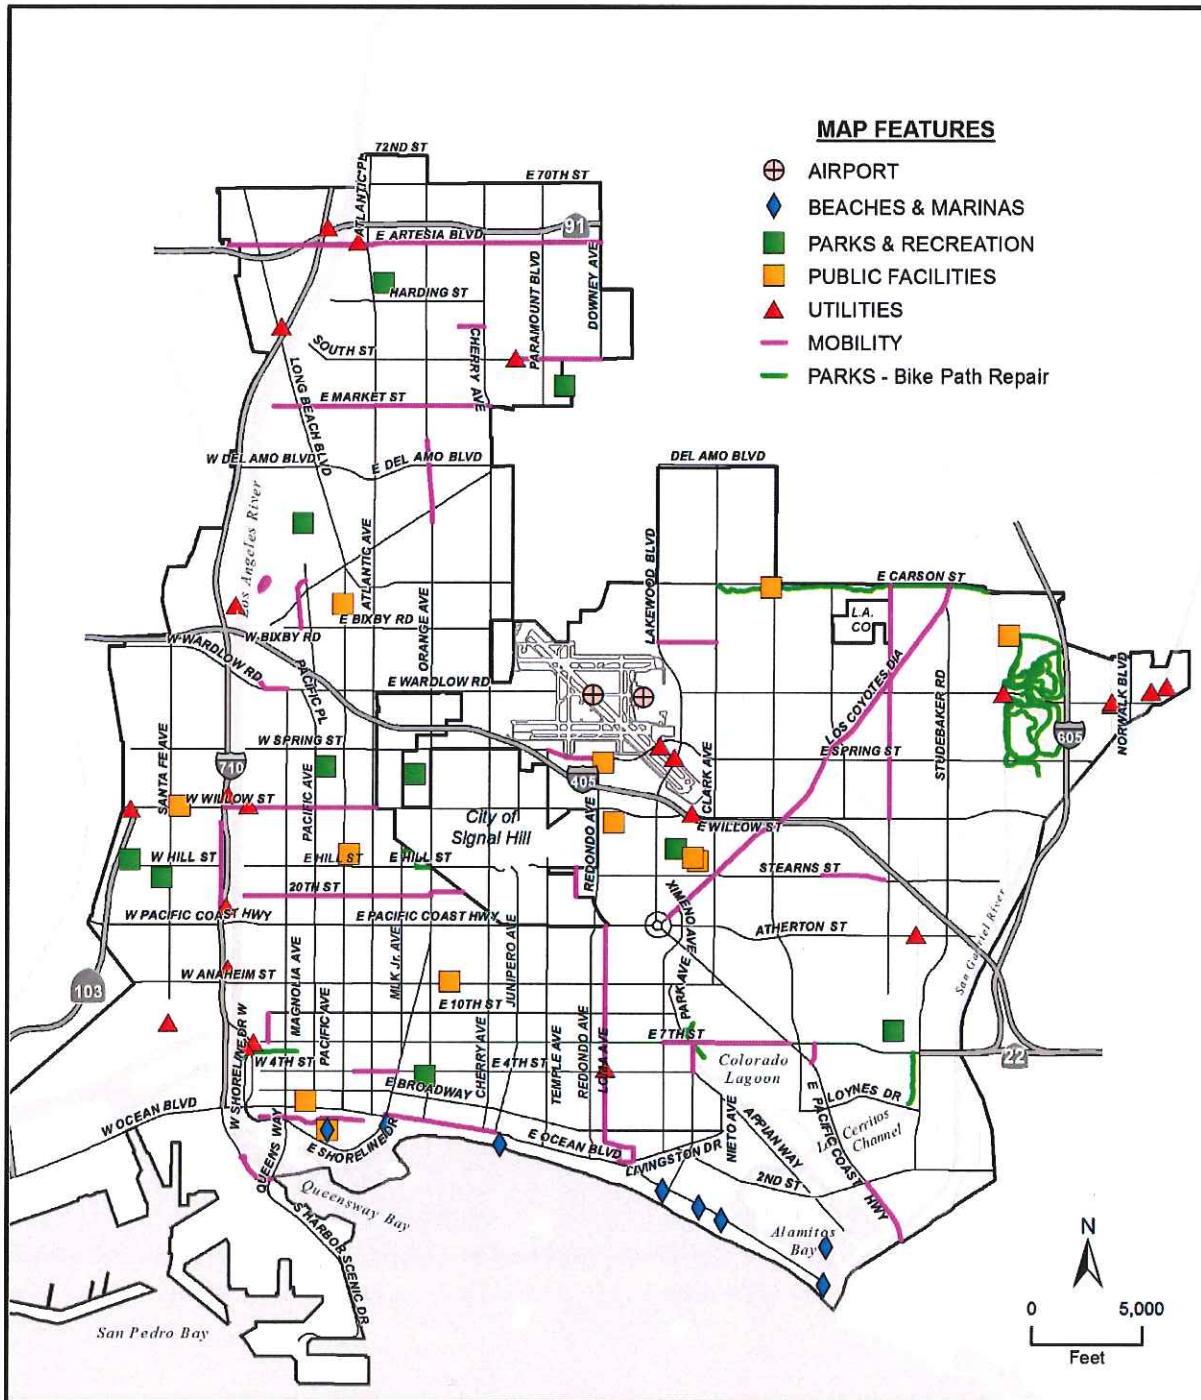 MAP FEATURES
AIRPORT
BEACHES & MARINAS
PARKS & RECREATION
PUBLIC FACILITIES
UTILITIES
MOBILITY
PARKS - Bike Path Repair
72ND ST
E 70TH ST
ATLANTIC PL
91
E ARTESIA BLVD
PARAMOUNT BLVD
DOWNEY AVE
HARDING ST
SOUTH ST
CHERRY AVE
LONG BEACH BLVD
E MARKET ST
W DEL AMO BLVD
E DEL AMO BLVD
DEL AMO BLVD
Los Angeles River
ATLANTIC AVE
LAKEWOOD BLVD
E CARSON ST
L.A.
CO
E BIXBY RD
W BIXBY RD
ORANGE AVE
W WARDLOW RD
E WARDLOW RD
PACIFIC PL
LOS COYOTES DIA
STUDEBAKER RD
NORWALK BLVD
605
W SPRING ST
E SPRING ST
SANTA FE AVE
710
405
CLARK AVE
W WILLOW ST
E WILLOW ST
PACIFIC AVE
City of
Signal Hill
REDONDO AVE
W HILL ST
E HILL ST
E HILL ST
STEARNS ST
20TH ST
XIMENO AVE
W PACIFIC COAST HWY
E PACIFIC COAST HWY
ATHERTON ST
San Gabriel River
MAGNOLIA AVE
PACIFIC AVE
MLK Jr. AVE
JUNIPERO AVE
PARK AVE
W ANAHEIM ST
103
E 10TH ST
E 7TH ST
22
W SHORELINE DR W
W 4TH ST
CHERRY AVE
E 4TH ST
TEMPLE AVE
REDONDO AVE
LOMA AVE
Colorado
Lagoon
E BROADWAY
LOYNES DR
W OCEAN BLVD
QUEENS WAY
E SHORELINE DR
E OCEAN BLVD
LIVINGSTON DR
NIETO AVE
APPIAN WAY
E PACIFIC COAST HWY
Los Cerritos
Channel
2ND ST
Queensway Bay
S HARBOR SCENIC DR
Alamitos
Bay
San Pedro Bay
N
0 5,000
Feet